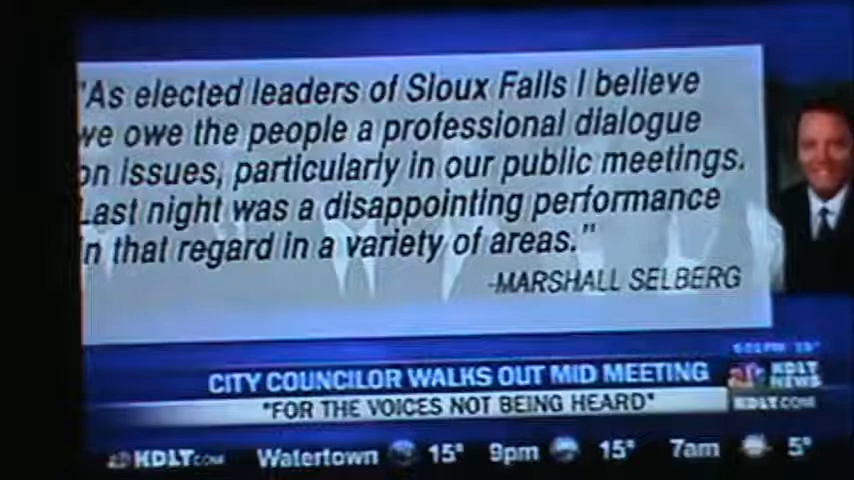 "As elected leaders of Sioux Falls I believe
we owe the people a professional dialogue
on issues, particularly in our public meetings.
Last night was a disappointing performance
in that regard in a variety of areas."
-MARSHALL SELBERG
CITY COUNCILOR WALKS OUT MID MEETING
KDLT
NEWS
"FOR THE VOICES NOT BEING HEARD"
KDLT.COM
KDLT.COM Watertown 15° 9pm 15° 7am 5°